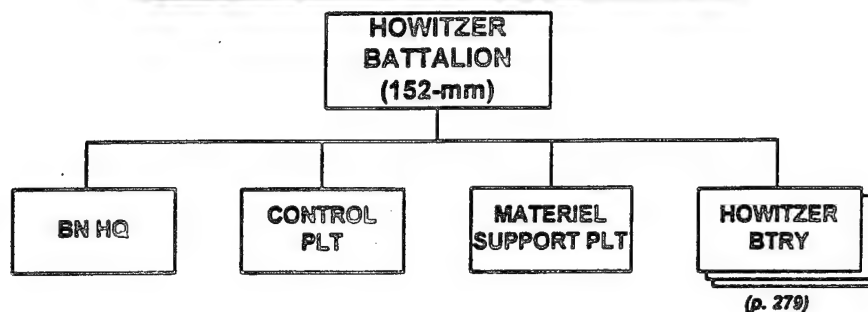 HOWITZER
BATTALION
(152-mm)
BN HQ
CONTROL
PLT
MATERIEL
SUPPORT PLT
HOWITZER
BTRY
(p. 279)